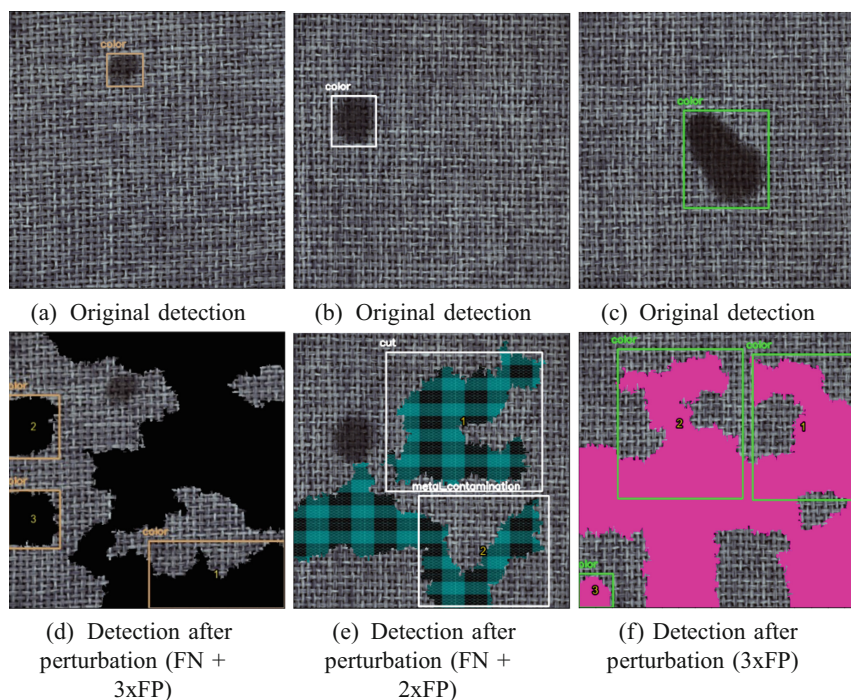 color
color
color
(a) Original detection
(b) Original detection
(c) Original detection
color
2
color
3
color
1
cut
1
metal_contamination
2
color
2
color
1
color
3
(d) Detection after
perturbation (FN +
3xFP)
(e) Detection after
perturbation (FN +
2xFP)
(f) Detection after
perturbation (3xFP)